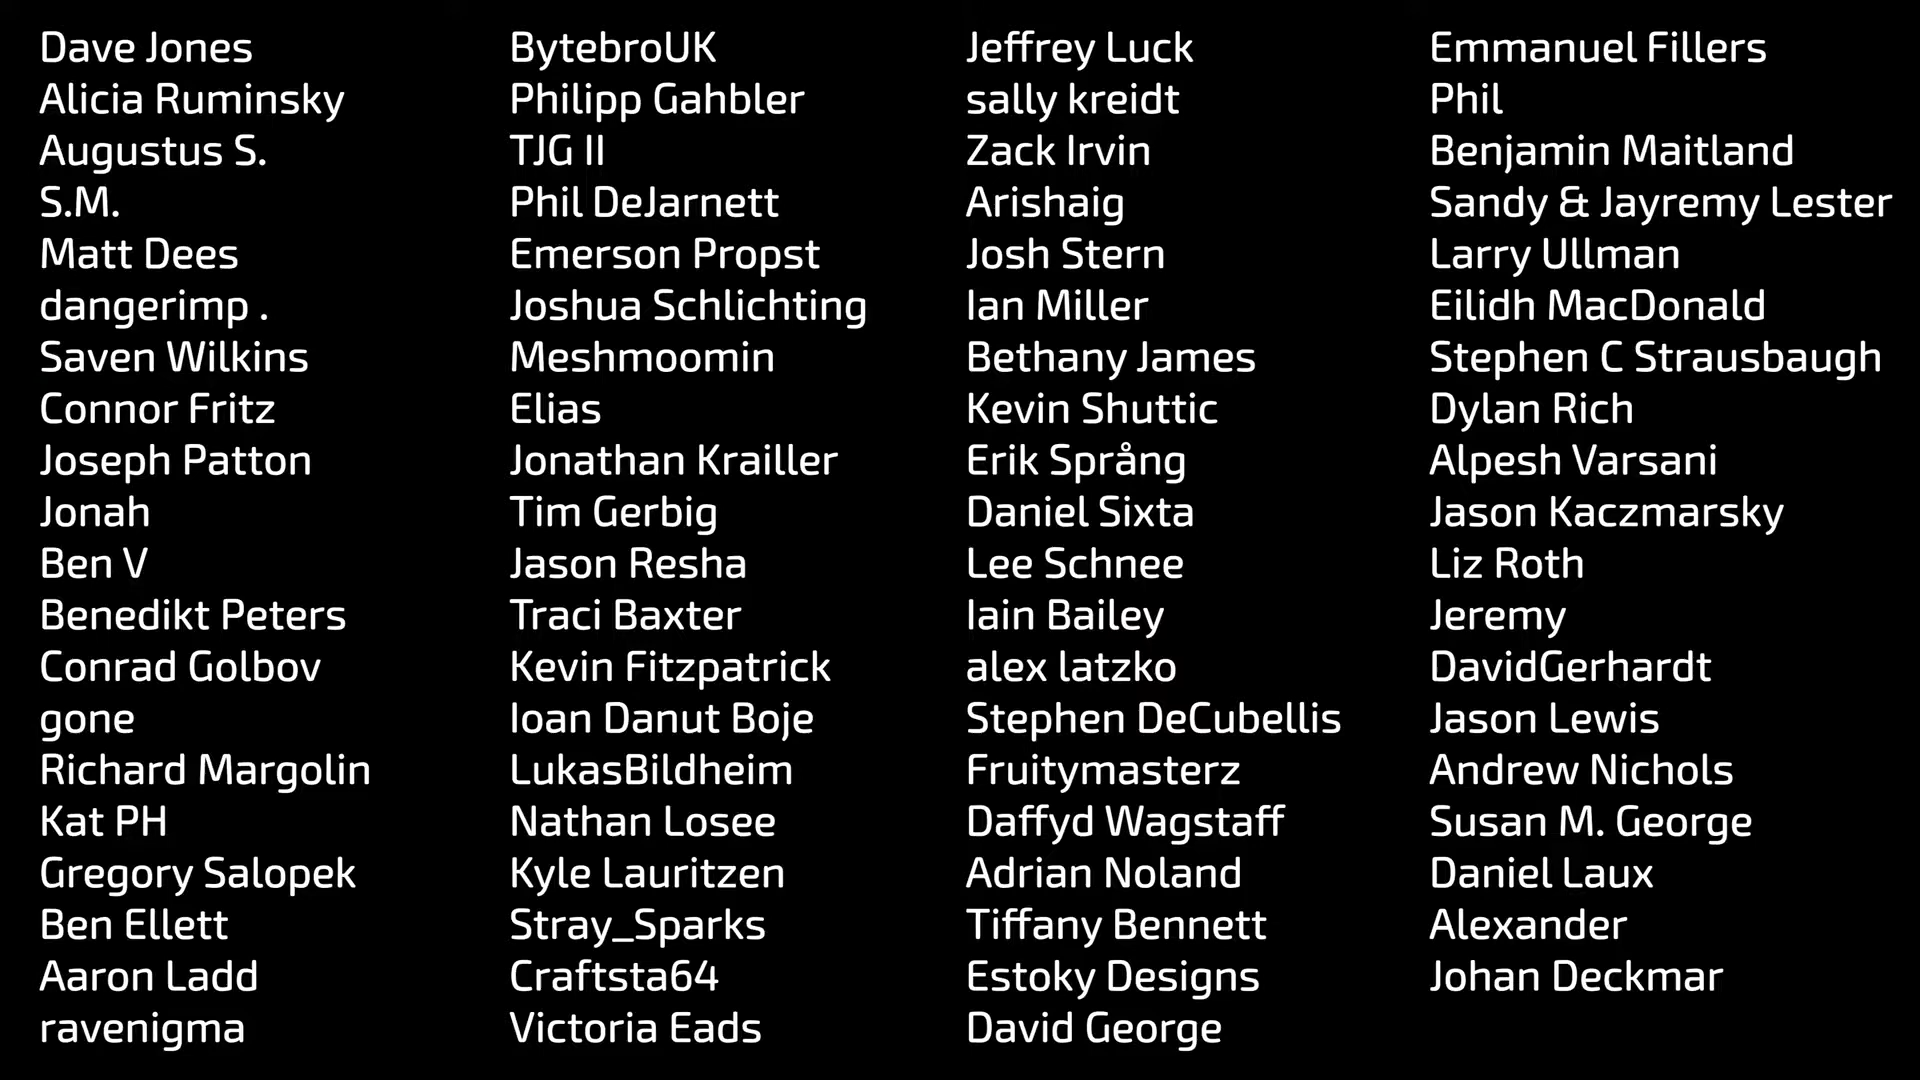 Dave Jones
Alicia Ruminsky
Augustus S.
S.M.
Matt Dees
dangerimp .
Saven Wilkins
Connor Fritz
Joseph Patton
Jonah
Ben V
Benedikt Peters
Conrad Golbov
gone
Richard Margolin
Kat PH
Gregory Salopek
Ben Ellett
Aaron Ladd
ravenigma
BytebroUK
Philipp Gahbler
TJG II
Phil DeJarnett
Emerson Propst
Joshua Schlichting
Meshmoomin
Elias
Jonathan Krailler
Tim Gerbig
Jason Resha
Traci Baxter
Kevin Fitzpatrick
Ioan Danut Boje
LukasBildheim
Nathan Losee
Kyle Lauritzen
Stray_Sparks
Craftsta64
Victoria Eads
Jeffrey Luck
sally kreidt
Zack Irvin
Arishaig
Josh Stern
Ian Miller
Bethany James
Kevin Shuttic
Erik Språng
Daniel Sixta
Lee Schnee
Iain Bailey
alex latzko
Stephen DeCubellis
Fruitymasterz
Daffyd Wagstaff
Adrian Noland
Tiffany Bennett
Estoky Designs
David George
Emmanuel Fillers
Phil
Benjamin Maitland
Sandy & Jayremy Lester
Larry Ullman
Eilidh MacDonald
Stephen C Strausbaugh
Dylan Rich
Alpesh Varsani
Jason Kaczmarsky
Liz Roth
Jeremy
DavidGerhardt
Jason Lewis
Andrew Nichols
Susan M. George
Daniel Laux
Alexander
Johan Deckmar